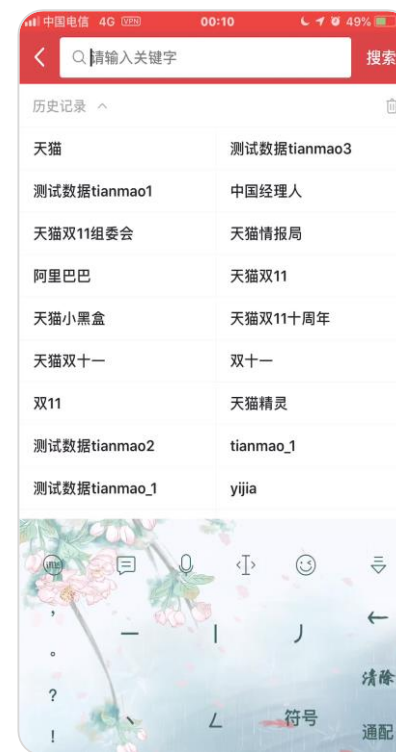 中国电信 4G VPN 00:10 49%
请输入关键字 搜索
历史记录
天猫 测试数据tianmao3
测试数据tianmao1 中国经理人
天猫双11组委会 天猫情报局
阿里巴巴 天猫双11
天猫小黑盒 天猫双11十周年
天猫双十一 双十一
双11 天猫精灵
测试数据tianmao2 tianmao_1
测试数据tianmao_1 yijia
，
一 丨 丿
。
清除
？
丶 ㄥ 符号
！ 通配